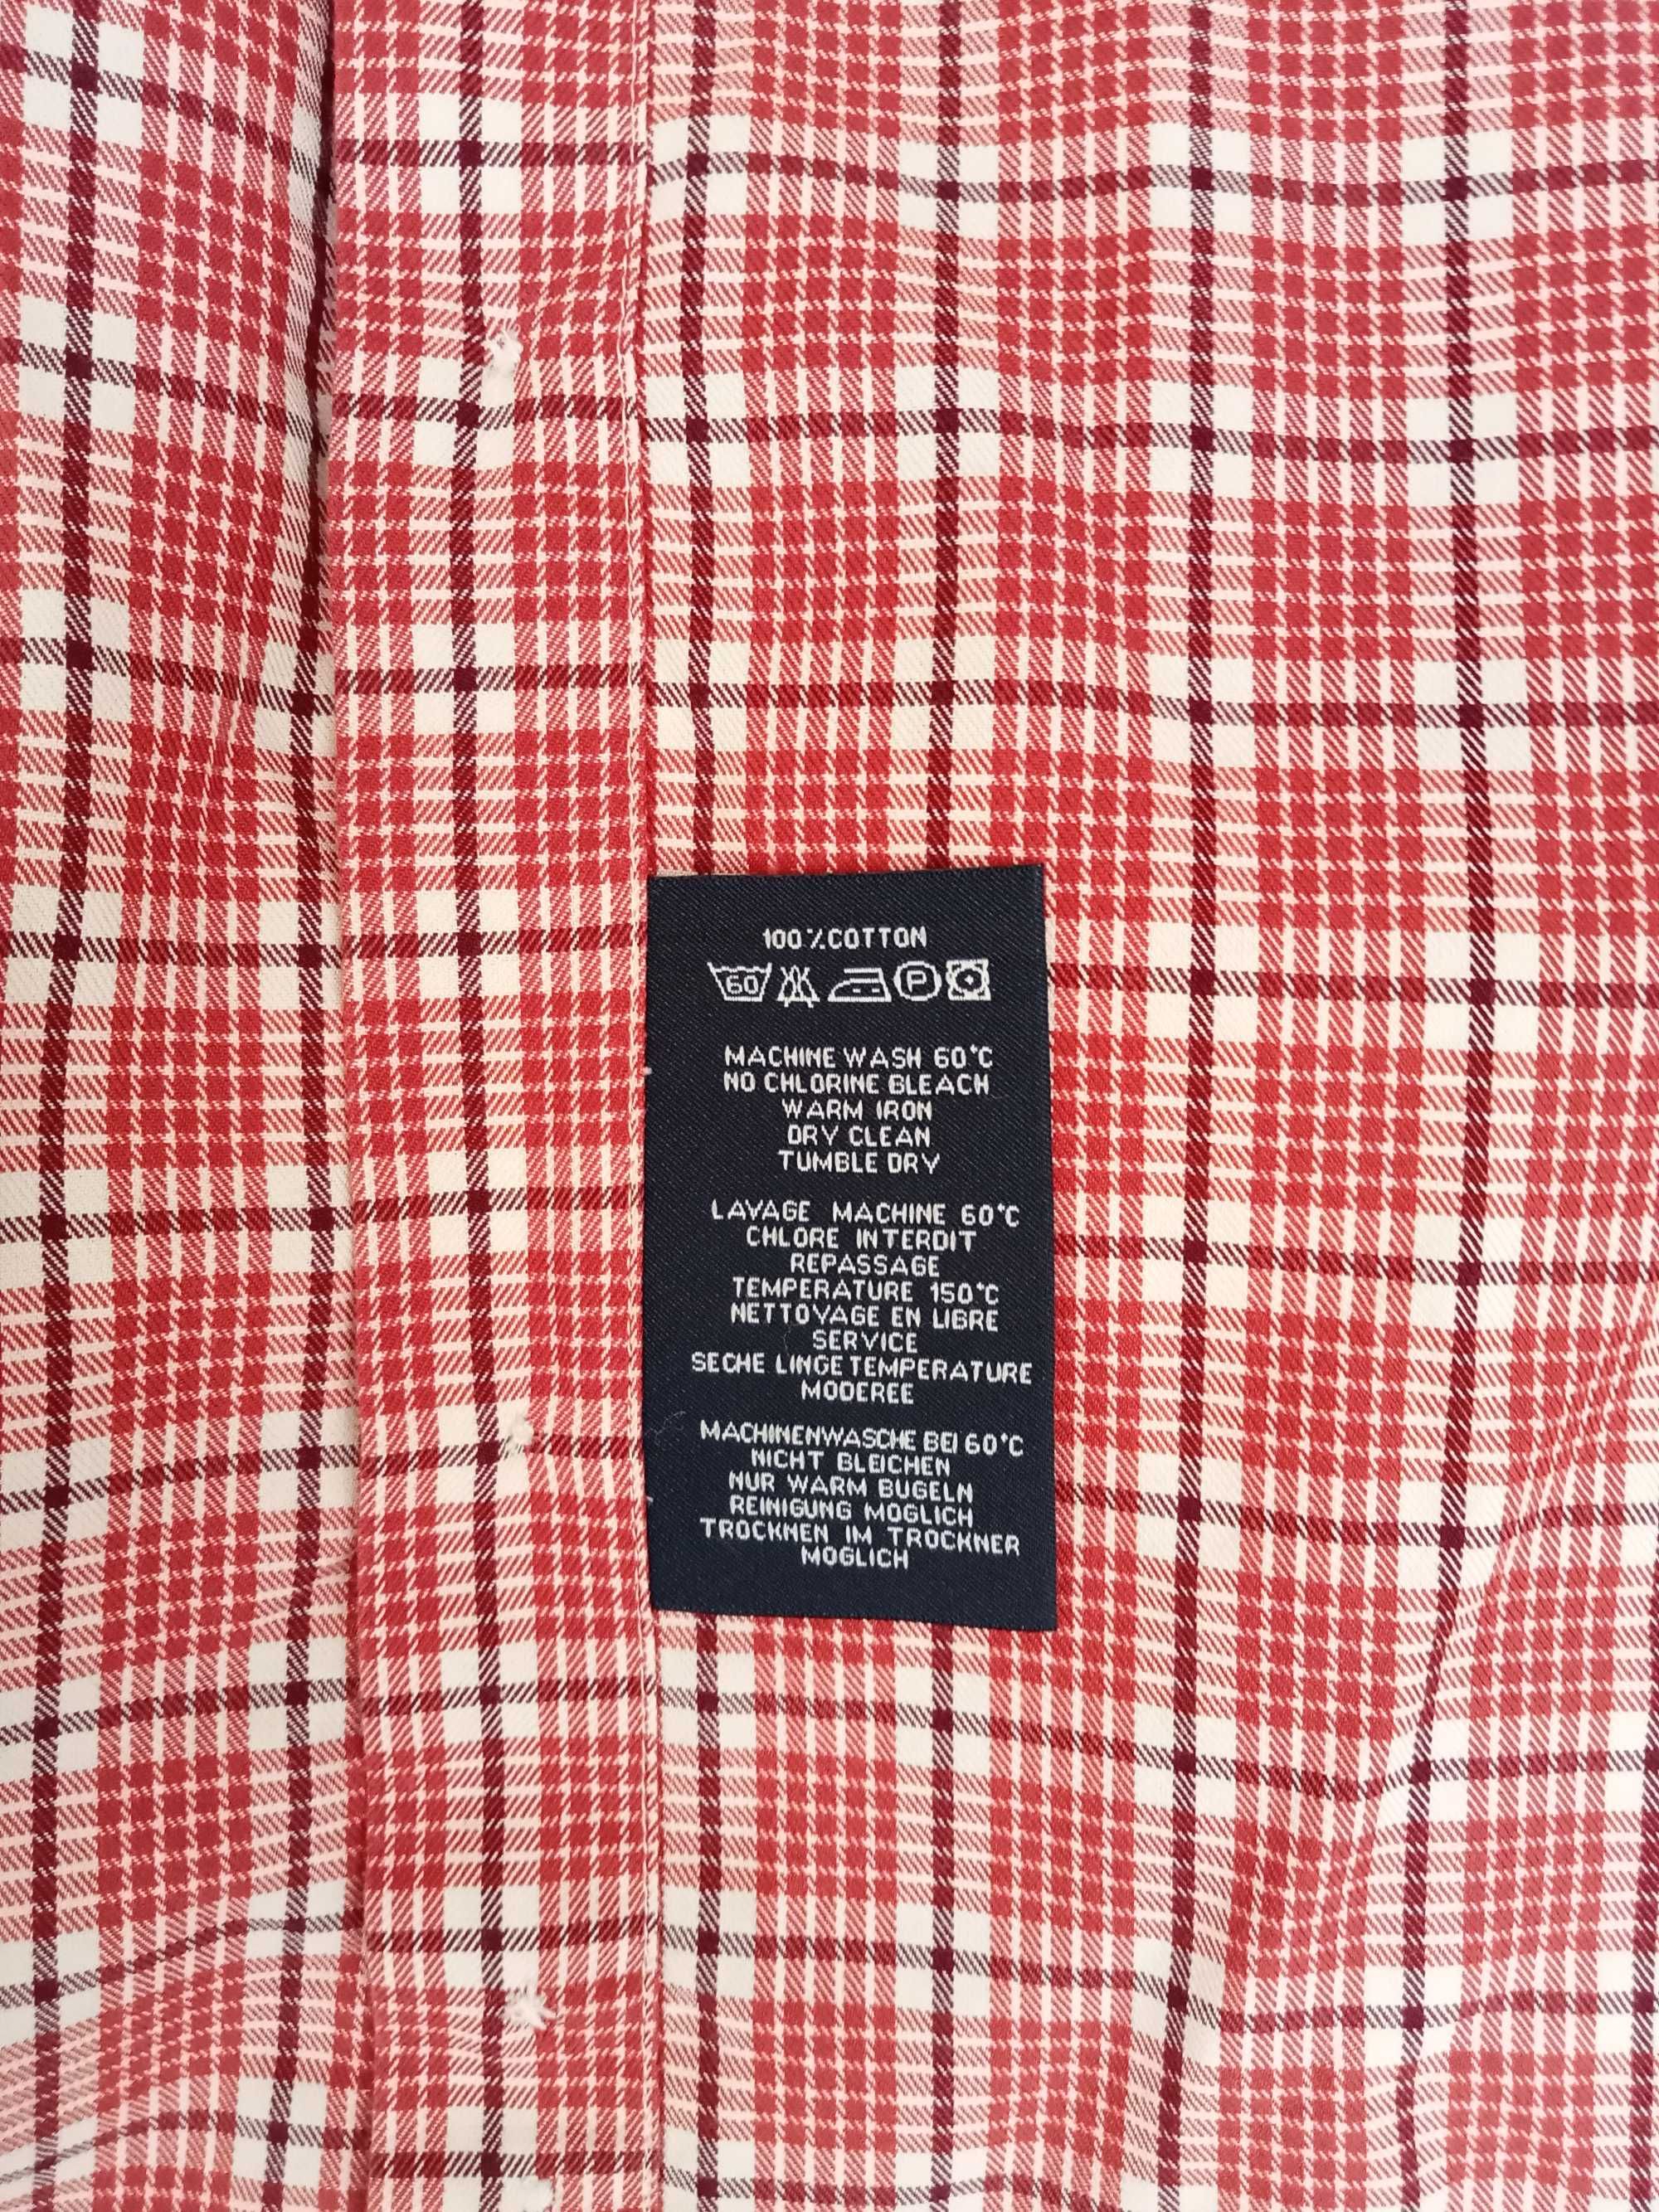 100%COTTON
60 P
MACHINE WASH 60°C
NO CHLORINE BLEACH
WARM IRON
DRY CLEAN
TUMBLE DRY
LAVAGE MACHINE 60°C
CHLORE INTERDIT
REPASSAGE
TEMPERATURE 150°C
NETTOYAGE EN LIBRE
SERVICE
SECHE LINGE TEMPERATURE
MODEREE
MACHINENWASCHE BEI 60°C
NICHT BLEICHEN
NUR WARM BUGELN
REINIGUNG MOGLICH
TROCKNEN IM TROCKNER
MOGLICH